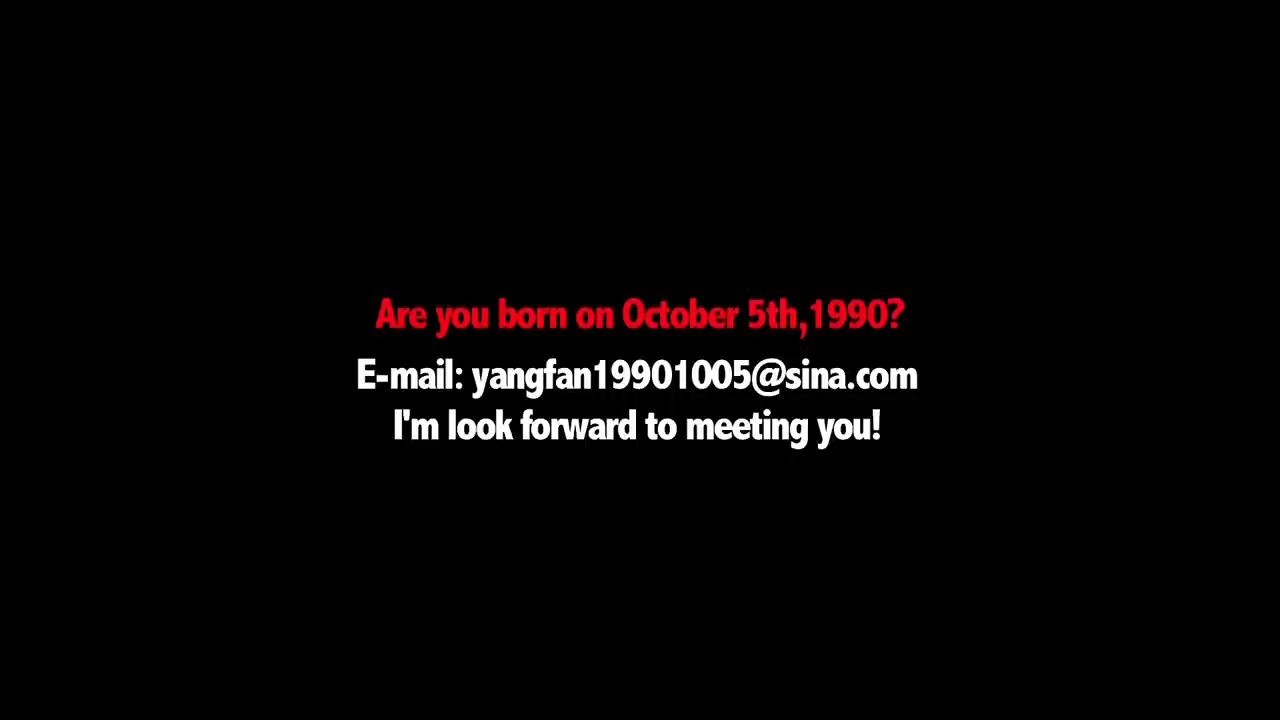 Are you born on October 5th,1990?
E-mail: yangfan19901005@sina.com
I'm look forward to meeting you!